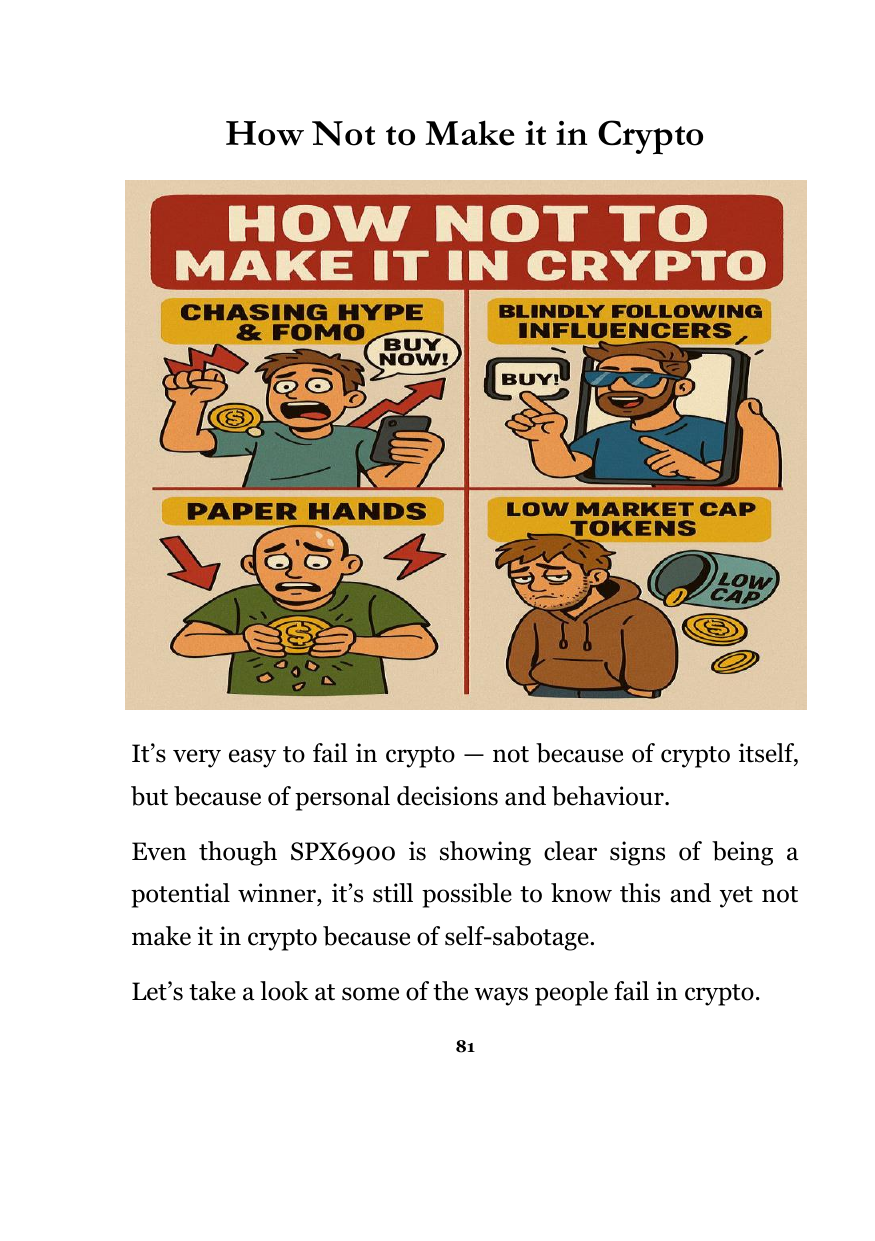 How Not to Make it in Crypto
HOW NOT TO
MAKE IT IN CRYPTO
CHASING HYPE
& FOMO
BUY
NOW!
BLINDLY FOLLOWING
INFLUENCERS
BUY!
PAPER HANDS
LOW MARKET CAP
TOKENS
LOW
CAP
It’s very easy to fail in crypto — not because of crypto itself,
but because of personal decisions and behaviour.
Even though SPX6900 is showing clear signs of being a
potential winner, it’s still possible to know this and yet not
make it in crypto because of self-sabotage.
Let’s take a look at some of the ways people fail in crypto.
81